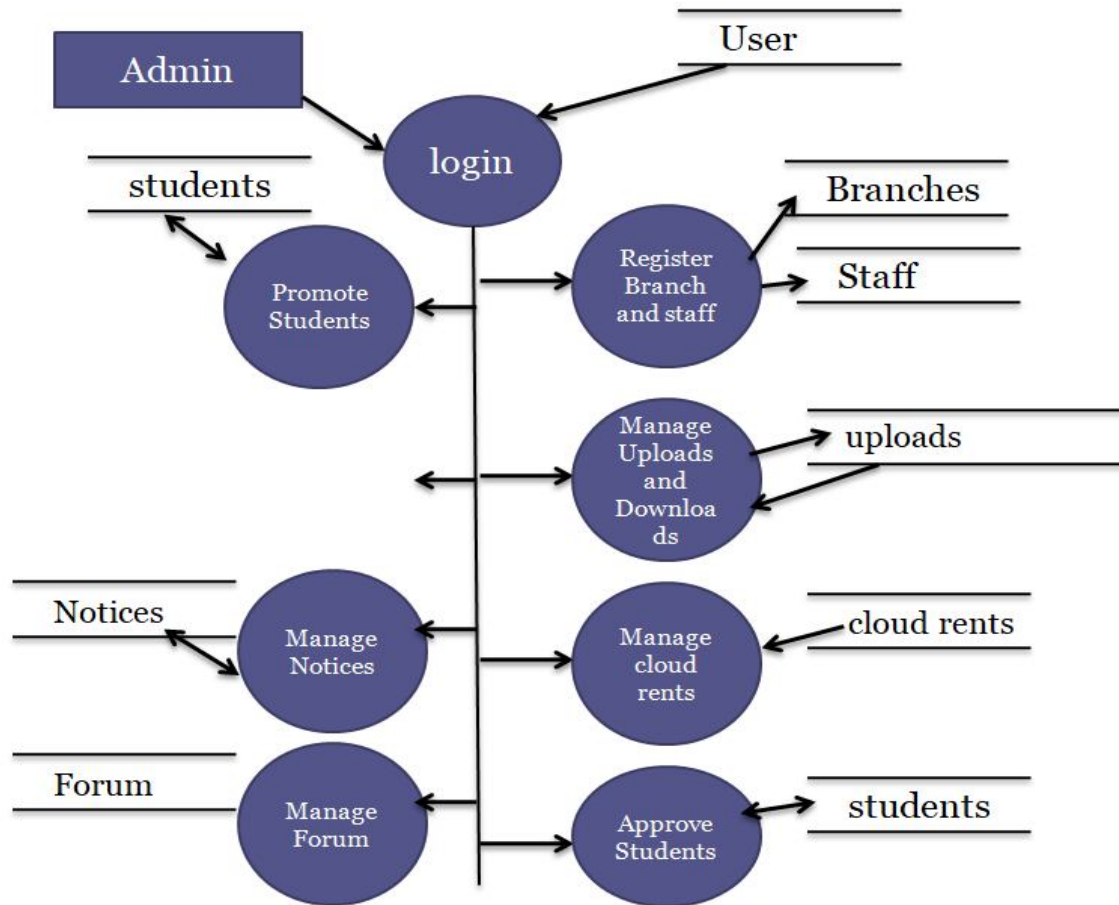 Admin
User
login
students
Branches
Staff
Register
Branch
and staff
Promote
Students
Manage
Uploads
and
Downloa
ds
uploads
Notices
Manage
Notices
Manage
cloud
rents
cloud rents
Forum
Manage
Forum
Approve
Students
students